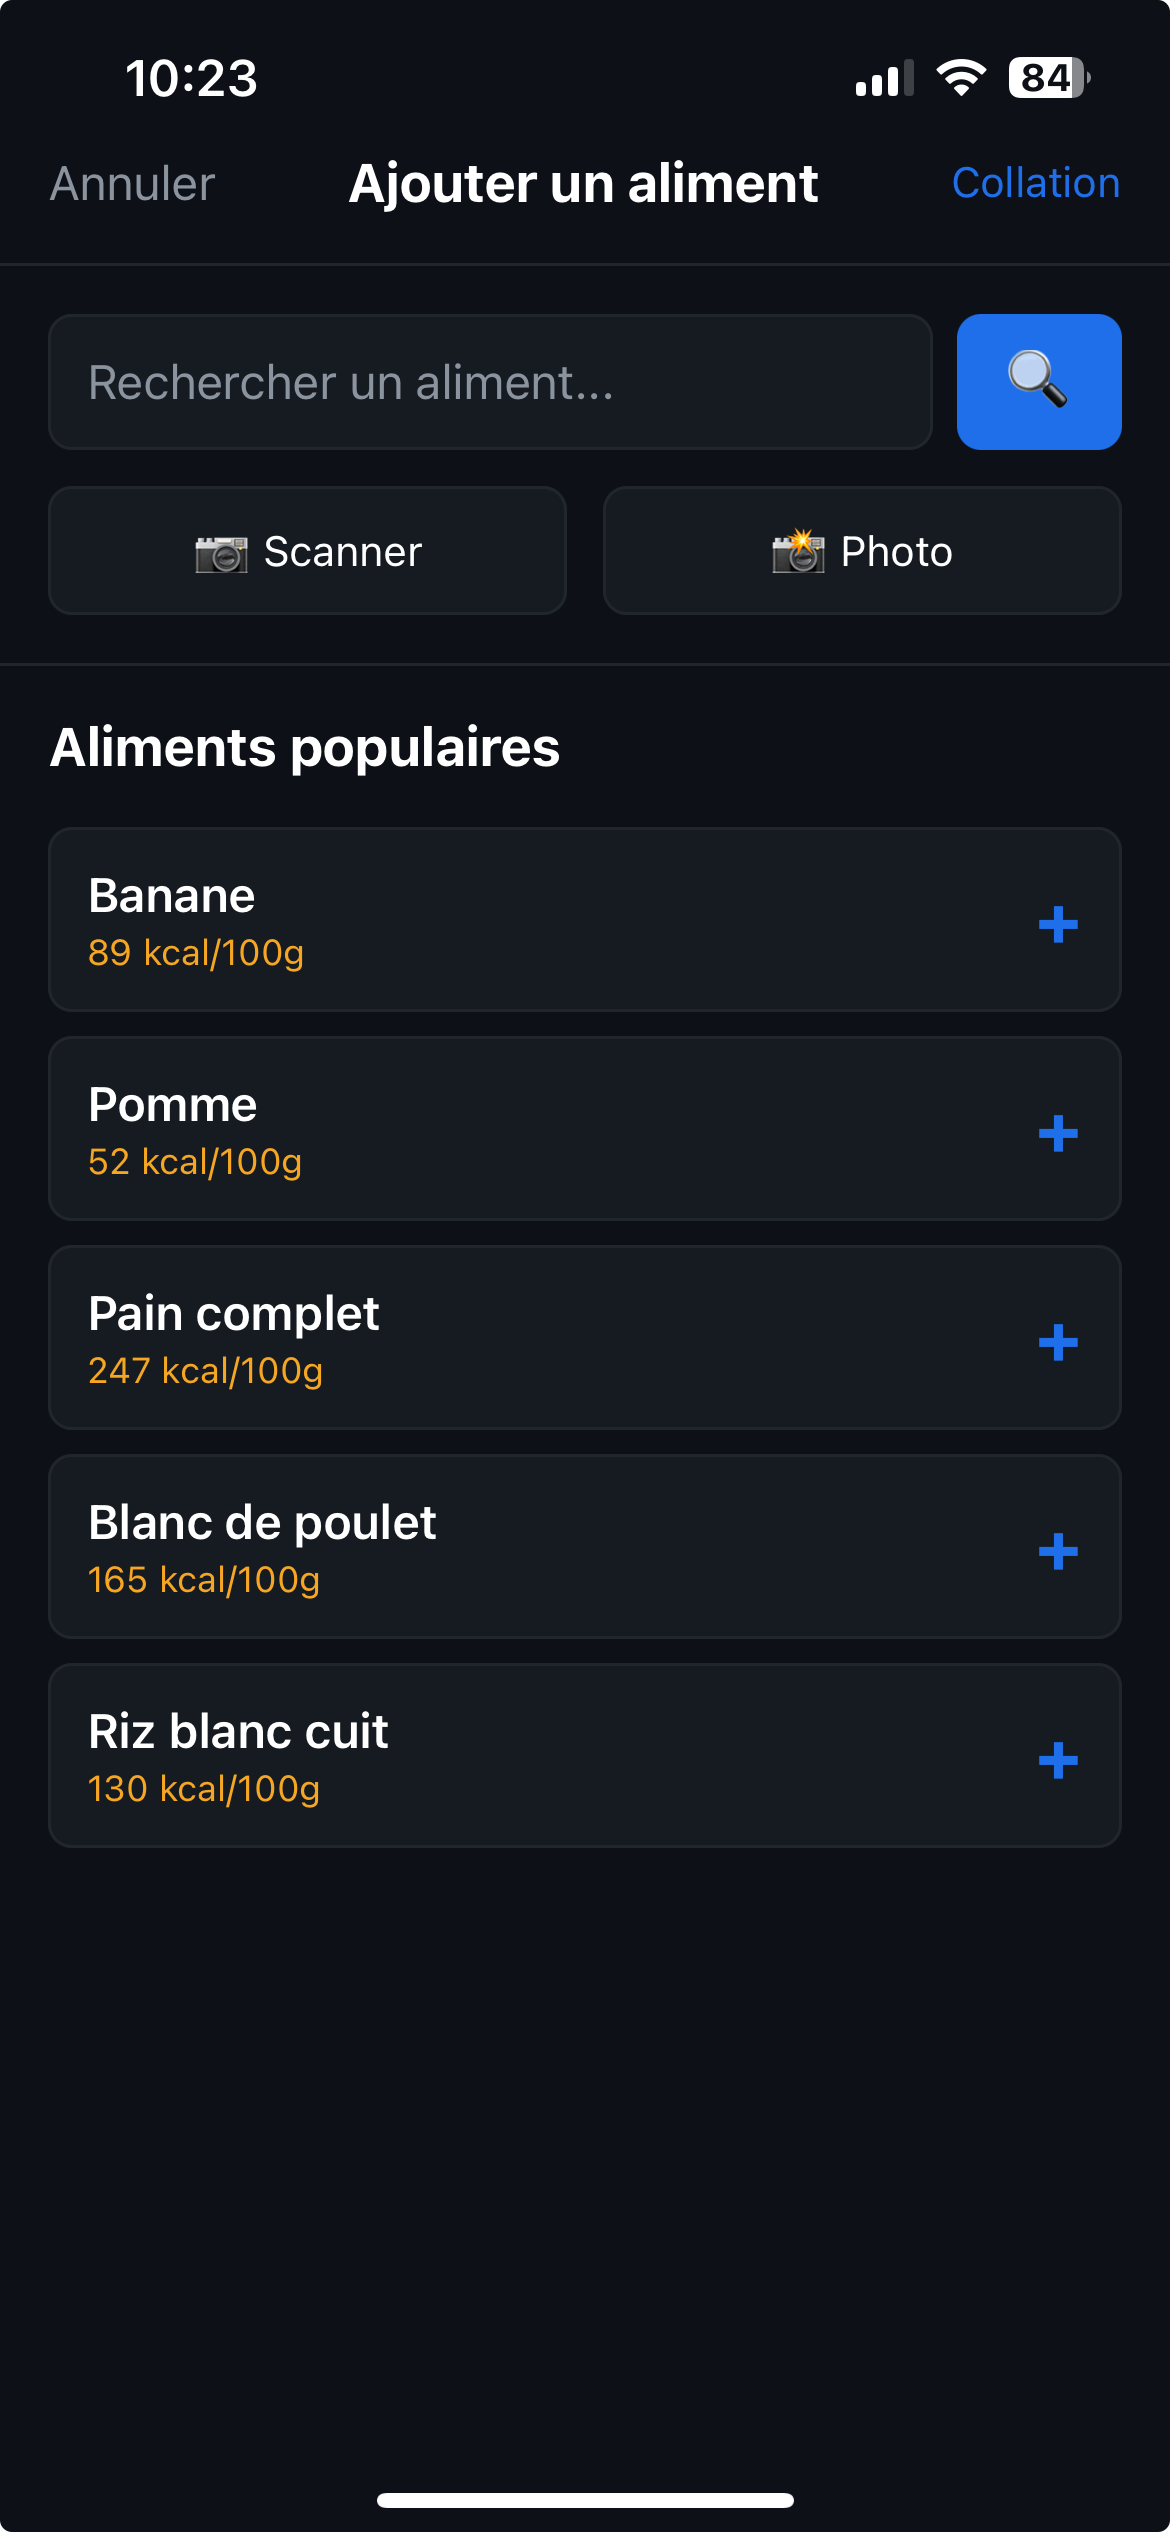 10:23
84
Annuler
Ajouter un aliment
Collation
Rechercher un aliment...
Scanner
Photo
Aliments populaires
Banane
89 kcal/100g
Pomme
52 kcal/100g
Pain complet
247 kcal/100g
Blanc de poulet
165 kcal/100g
Riz blanc cuit
130 kcal/100g